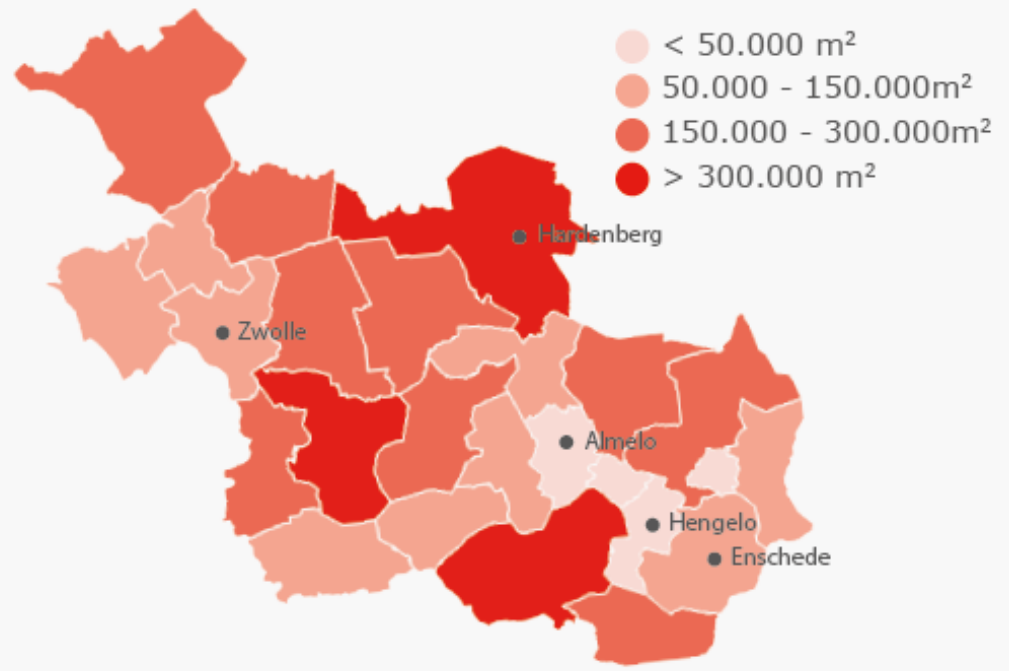 < 50.000 m²
50.000 - 150.000m²
150.000 - 300.000m²
> 300.000 m²
Hardenberg
Zwolle
Almelo
Hengelo
Enschede